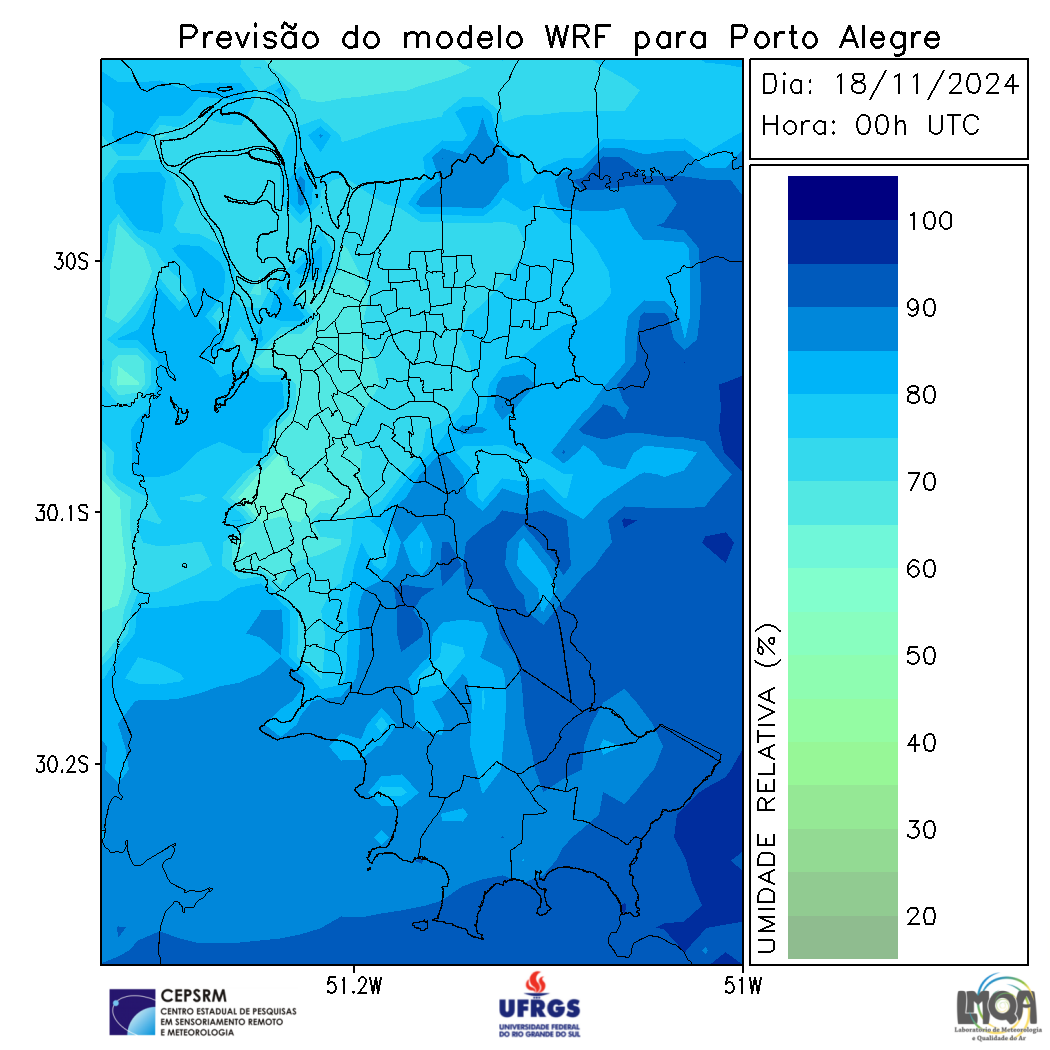 Previsão do modelo WRF para Porto Alegre
Dia: 18/11/2024
Hora: 00h UTC
30S
30.1S
30.2S
51.2W
51W
UMIDADE RELATIVA (%)
100
90
80
70
60
50
40
30
20
CEPSRM
CENTRO ESTADUAL DE PESQUISAS
EM SENSORIAMENTO REMOTO
E METEOROLOGIA
UFRGS
UNIVERSIDADE FEDERAL
DO RIO GRANDE DO SUL
LMQA
Laboratório de Meteorologia
e Qualidade do Ar